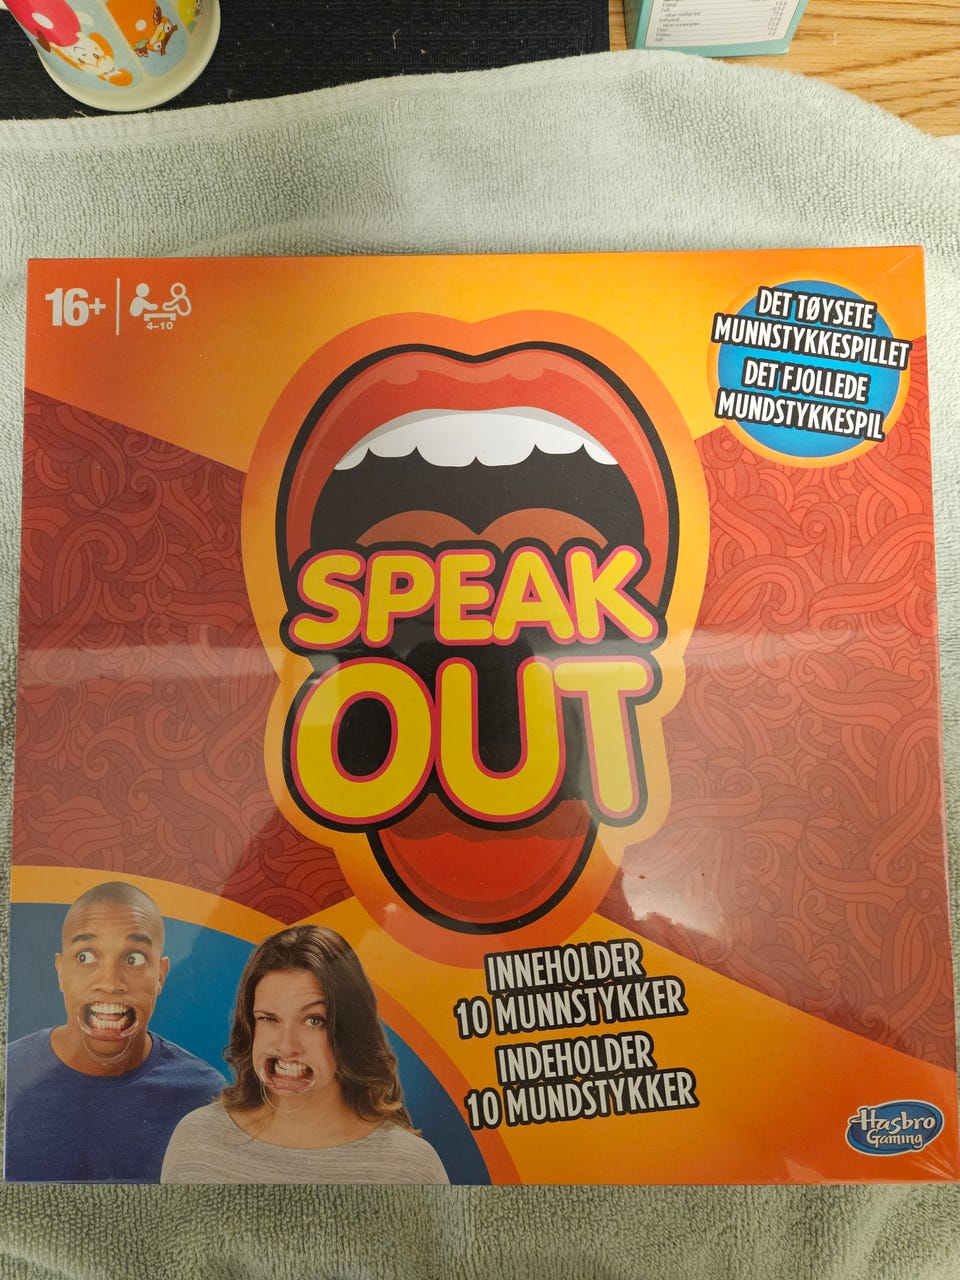 16+
4-10
DET TØYSETE
MUNNSTYKKESPILLET
DET FJOLLEDE
MUNDSTYKKESPIL
SPEAK
OUT
INNEHOLDER
10 MUNNSTYKKER
INDEHOLDER
10 MUNDSTYKKER
Hasbro
Gaming